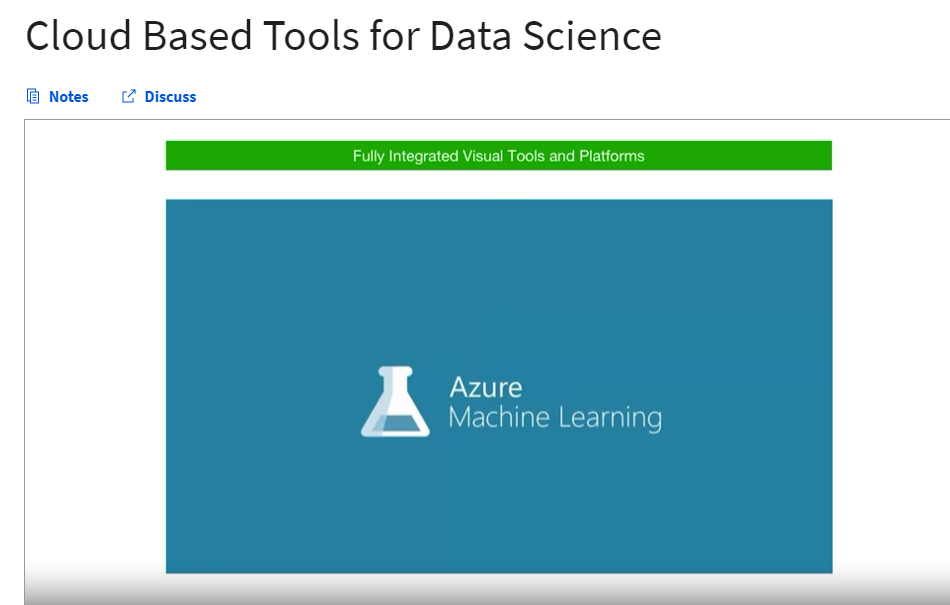 Cloud Based Tools for Data Science
Notes Discuss
Fully Integrated Visual Tools and Platforms
Azure
Machine Learning